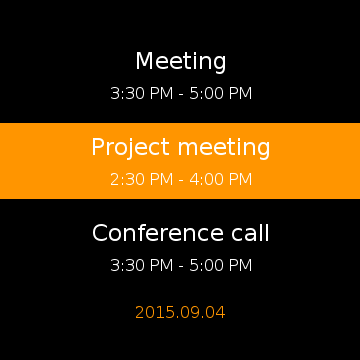 Meeting
3:30 PM - 5:00 PM
Project meeting
2:30 PM - 4:00 PM
Conference call
3:30 PM - 5:00 PM
2015.09.04